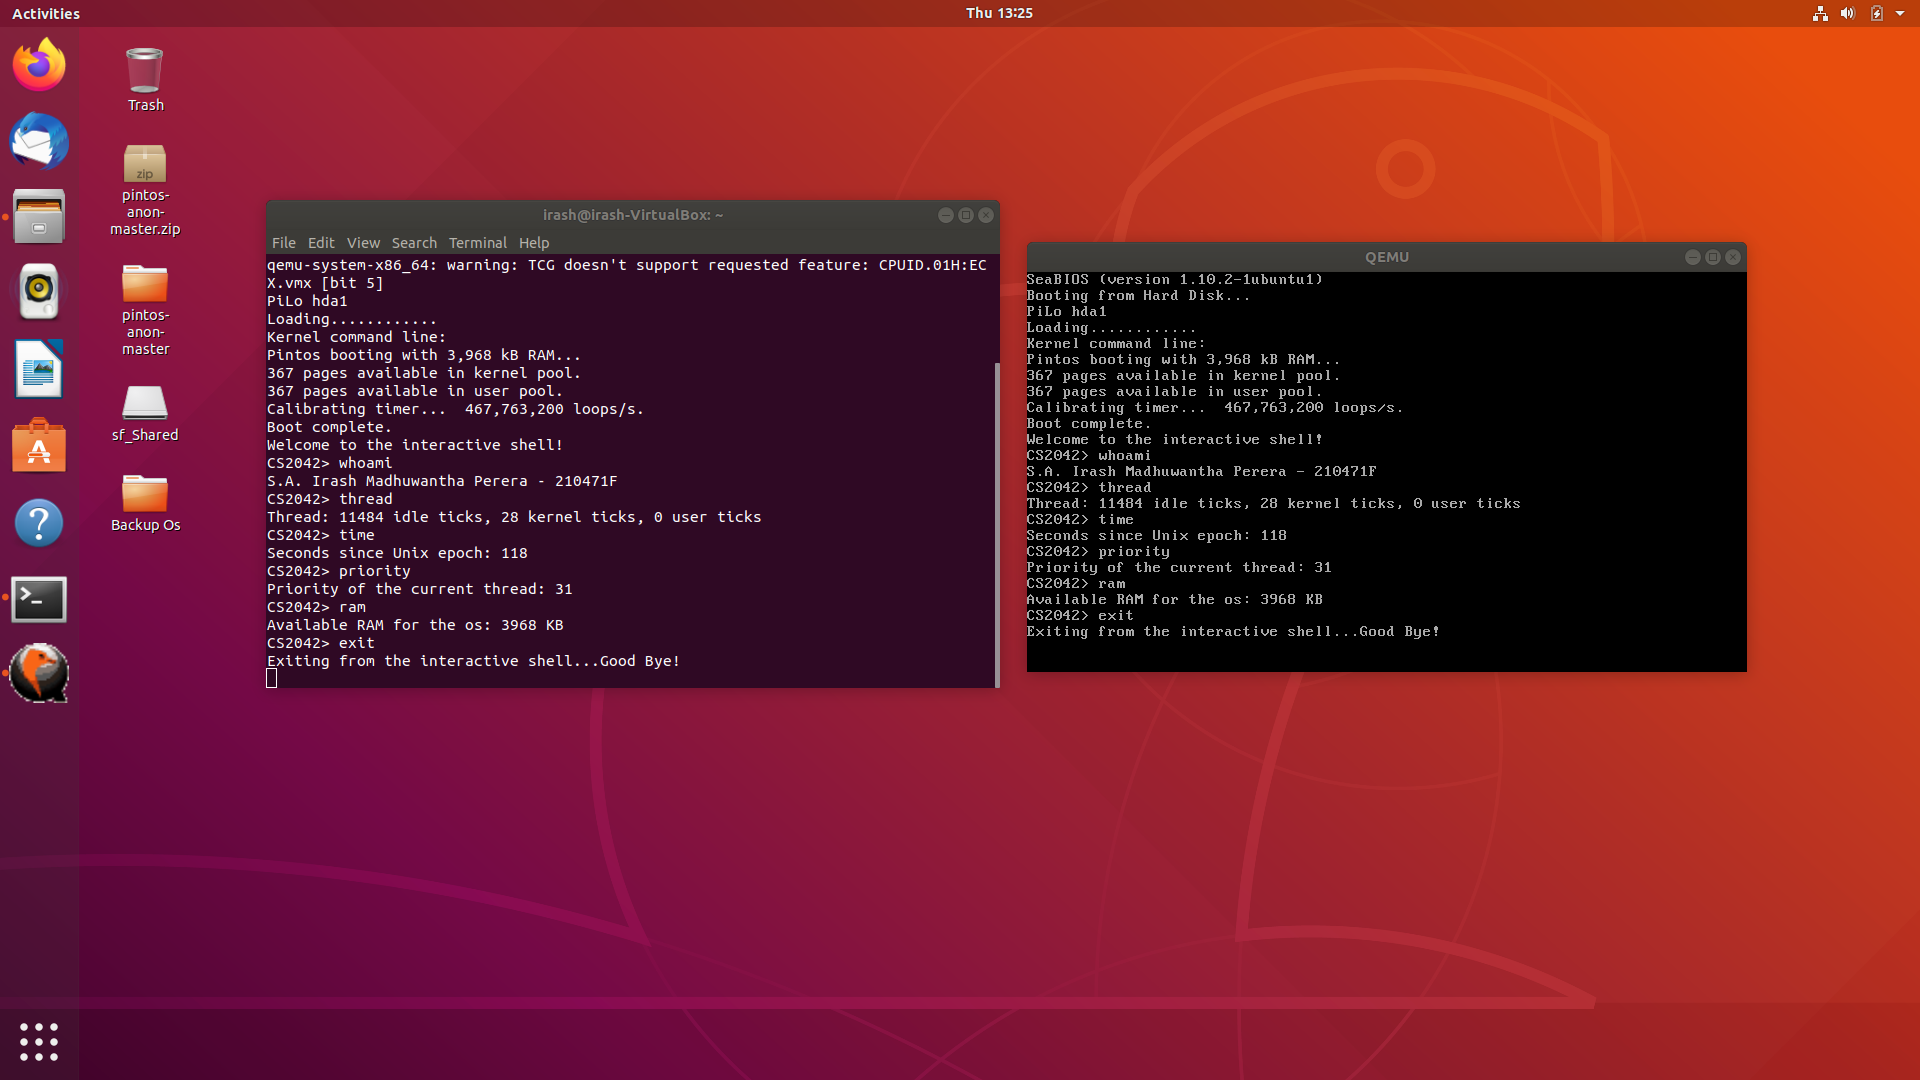 Activities
Thu 13:25
Trash
zip
pintos-
anon-
master.zip
pintos-
anon-
master
sf_Shared
Backup Os
irash@irash-VirtualBox: ~
File Edit View Search Terminal Help
qemu-system-x86_64: warning: TCG doesn't support requested feature: CPUID.01H:EC
X.vmx [bit 5]
PiLo hda1
Loading............
Kernel command line:
Pintos booting with 3,968 kB RAM...
367 pages available in kernel pool.
367 pages available in user pool.
Calibrating timer...  467,763,200 loops/s.
Boot complete.
Welcome to the interactive shell!
CS2042> whoami
S.A. Irash Madhuwantha Perera - 210471F
CS2042> thread
Thread: 11484 idle ticks, 28 kernel ticks, 0 user ticks
CS2042> time
Seconds since Unix epoch: 118
CS2042> priority
Priority of the current thread: 31
CS2042> ram
Available RAM for the os: 3968 KB
CS2042> exit
Exiting from the interactive shell...Good Bye!
QEMU
SeaBIOS (version 1.10.2-1ubuntu1)
Booting from Hard Disk...
PiLo hda1
Loading............
Kernel command line:
Pintos booting with 3,968 kB RAM...
367 pages available in kernel pool.
367 pages available in user pool.
Calibrating timer...  467,763,200 loops/s.
Boot complete.
Welcome to the interactive shell!
CS2042> whoami
S.A. Irash Madhuwantha Perera - 210471F
CS2042> thread
Thread: 11484 idle ticks, 28 kernel ticks, 0 user ticks
CS2042> time
Seconds since Unix epoch: 118
CS2042> priority
Priority of the current thread: 31
CS2042> ram
Available RAM for the os: 3968 KB
CS2042> exit
Exiting from the interactive shell...Good Bye!